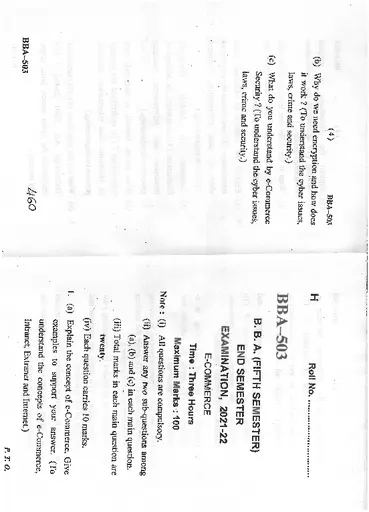 (4)
BBA–503
(b) Why do we need encryption and how does
it work ? (To understand the cyber issues,
laws, crime and security.)
(c) What do you understand by e-Commerce
Security ? (To understand the cyber issues,
laws, crime and security.)
BBA–503
460
H
Roll No. ..............................
BBA–503
B. B. A. (FIFTH SEMESTER)
END SEMESTER
EXAMINATION, 2021-22
E-COMMERCE
Time : Three Hours
Maximum Marks : 100
Note : (i) All questions are compulsory.
(ii) Answer any two sub-questions among
(a), (b) and (c) in each main question.
(iii) Total marks in each main question are
twenty.
(iv) Each question carries 10 marks.
1. (a) Explain the concept of e-Commerce. Give
examples to support your answer. (To
understand the concepts of e-Commerce,
Intranet, Extranet and Internet.)
P. T. O.